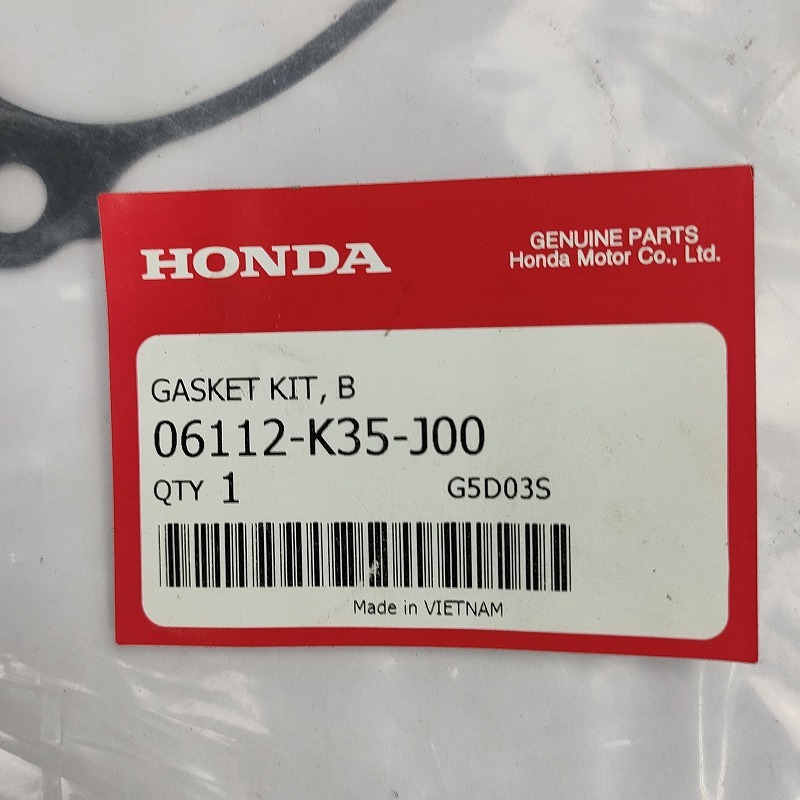 HONDA
GENUINE PARTS
Honda Motor Co., Ltd.
GASKET KIT, B
06112-K35-J00
QTY 1 G5D03S
Made in VIETNAM